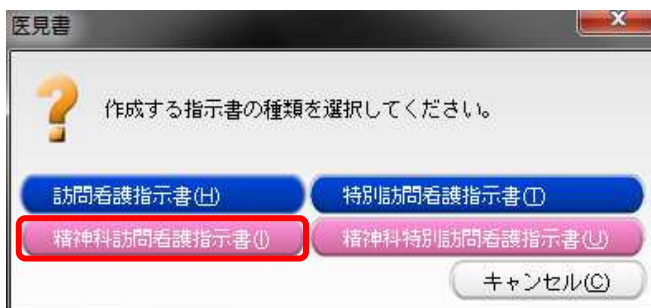 医見書
作成する指示書の種類を選択してください。
訪問看護指示書(H) 特別訪問看護指示書(T)
精神科訪問看護指示書(I) 精神科特別訪問看護指示書(U)
キャンセル(C)